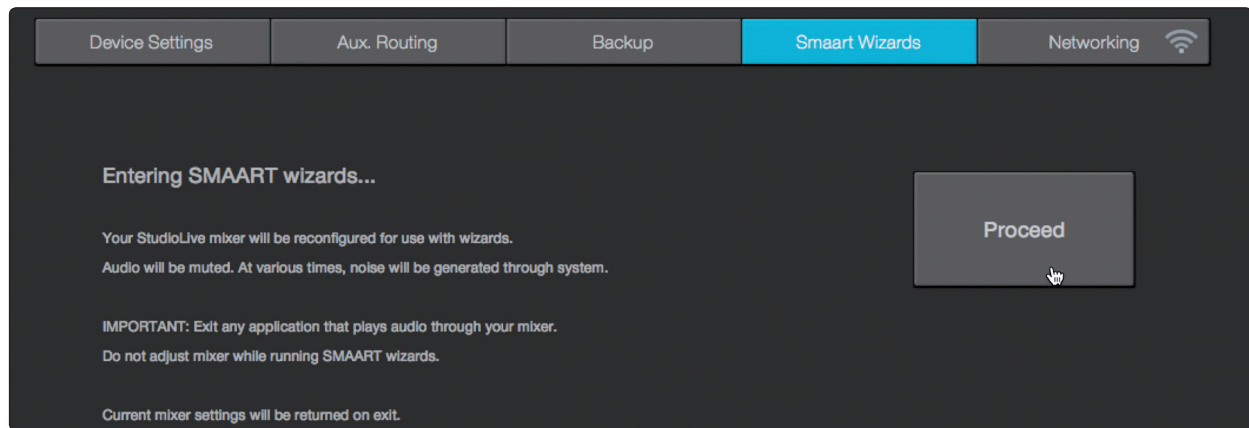 Device Settings
Aux. Routing
Backup
Smaart Wizards
Networking
Entering SMAART wizards...
Proceed
Your StudioLive mixer will be reconfigured for use with wizards.
Audio will be muted. At various times, noise will be generated through system.
IMPORTANT: Exit any application that plays audio through your mixer.
Do not adjust mixer while running SMAART wizards.
Current mixer settings will be returned on exit.